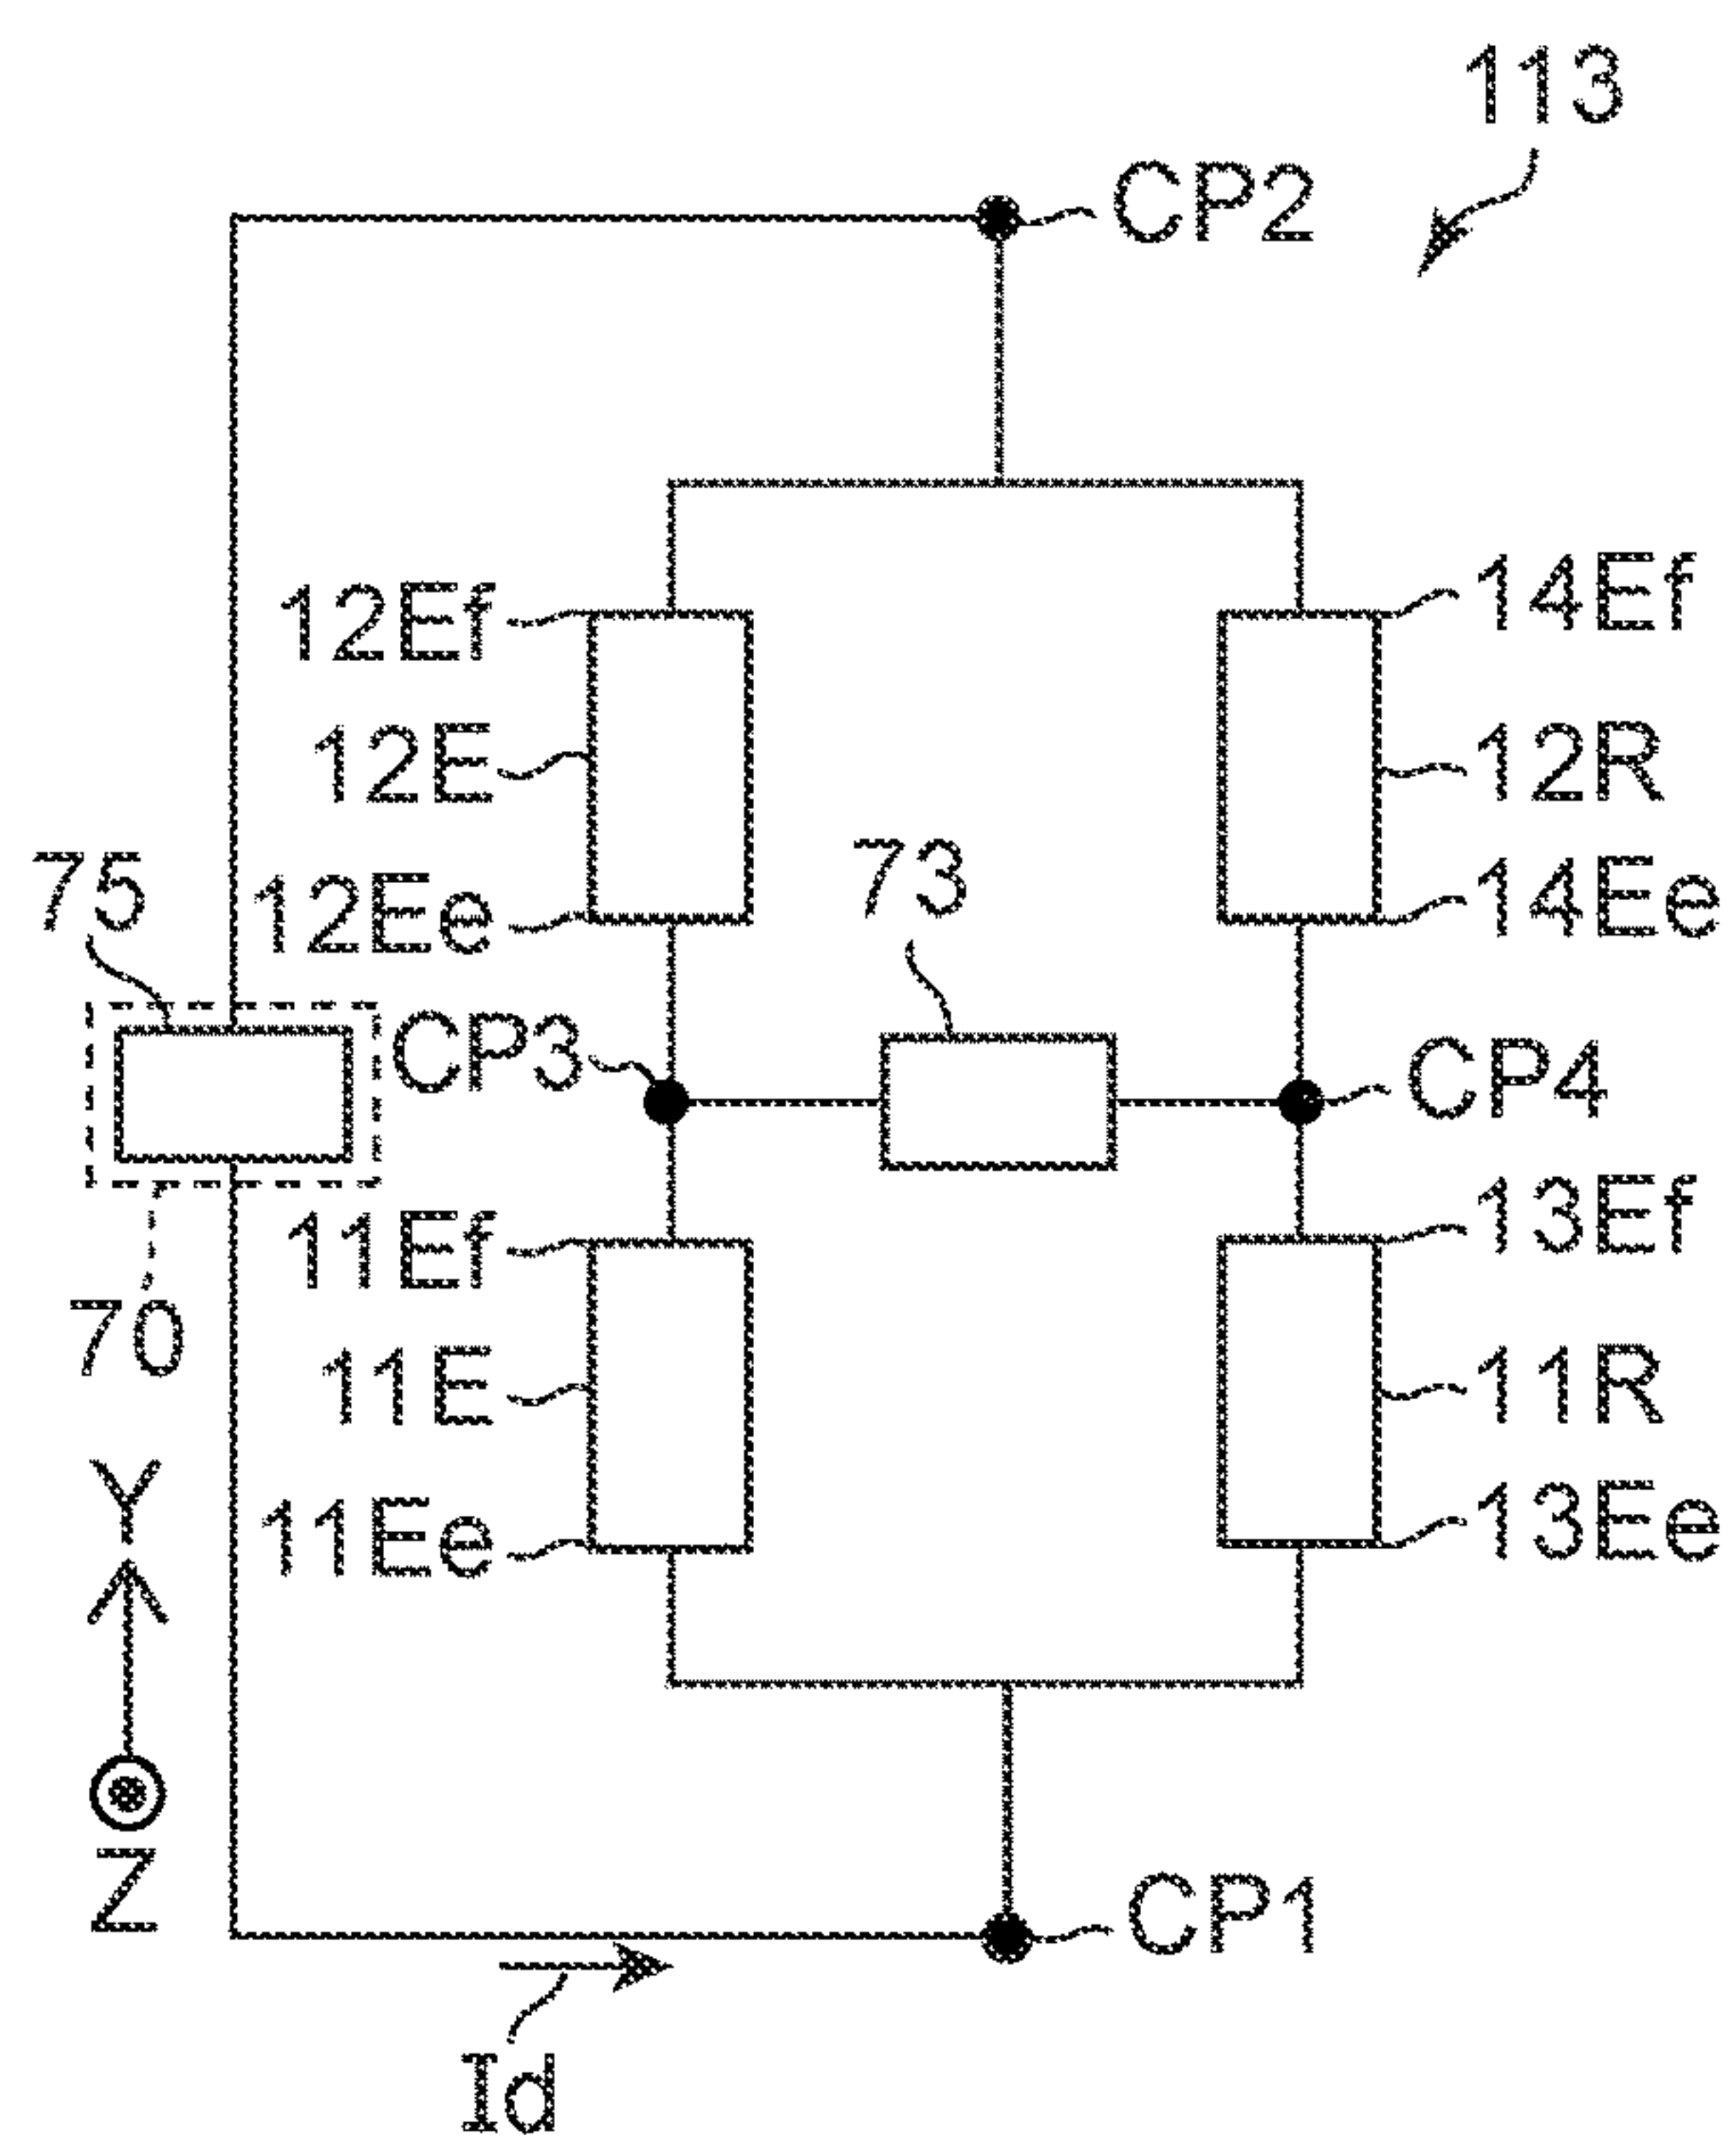 113
CP2
12Ef
14Ef
12E
12R
75
12Ee
73
14Ee
CP3
CP4
11Ef
13Ef
70
11E
11R
Y
11Ee
13Ee
Z
CP1
Id